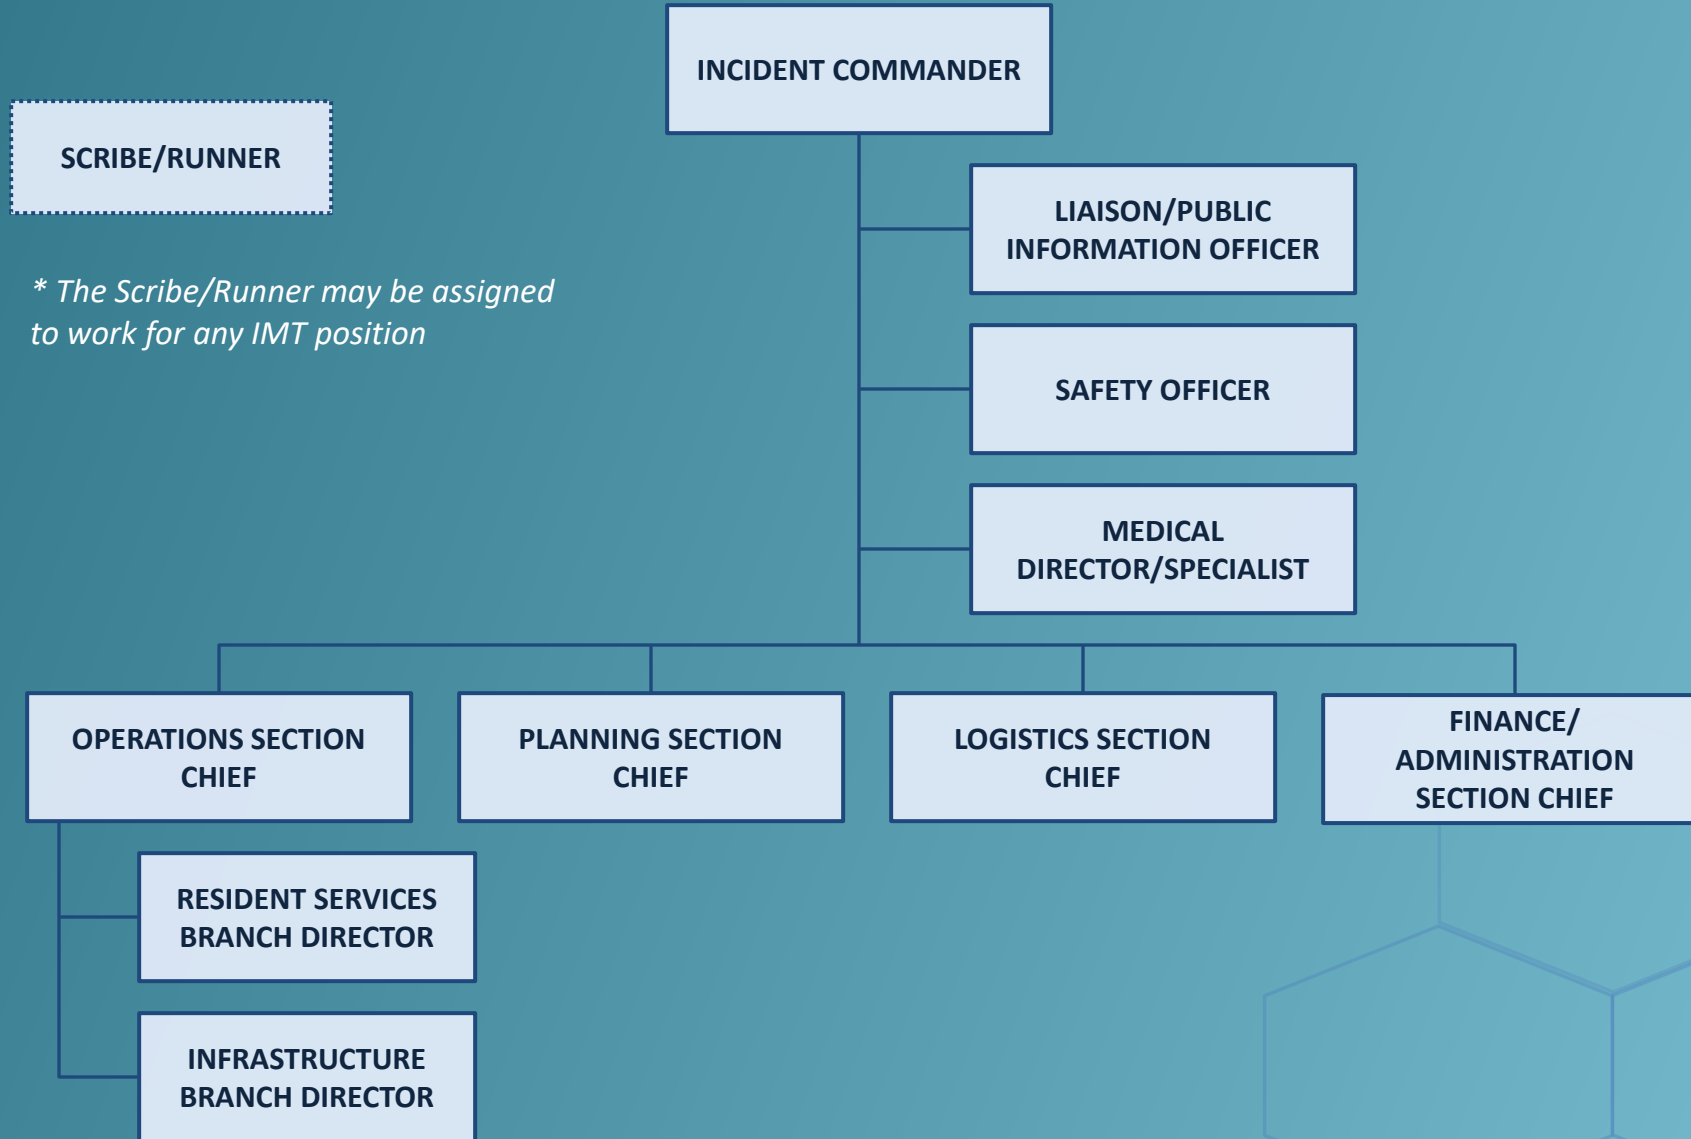 INCIDENT COMMANDER
SCRIBE/RUNNER
* The Scribe/Runner may be assigned
to work for any IMT position
LIAISON/PUBLIC
INFORMATION OFFICER
SAFETY OFFICER
MEDICAL
DIRECTOR/SPECIALIST
OPERATIONS SECTION
CHIEF
PLANNING SECTION
CHIEF
LOGISTICS SECTION
CHIEF
FINANCE/
ADMINISTRATION
SECTION CHIEF
RESIDENT SERVICES
BRANCH DIRECTOR
INFRASTRUCTURE
BRANCH DIRECTOR